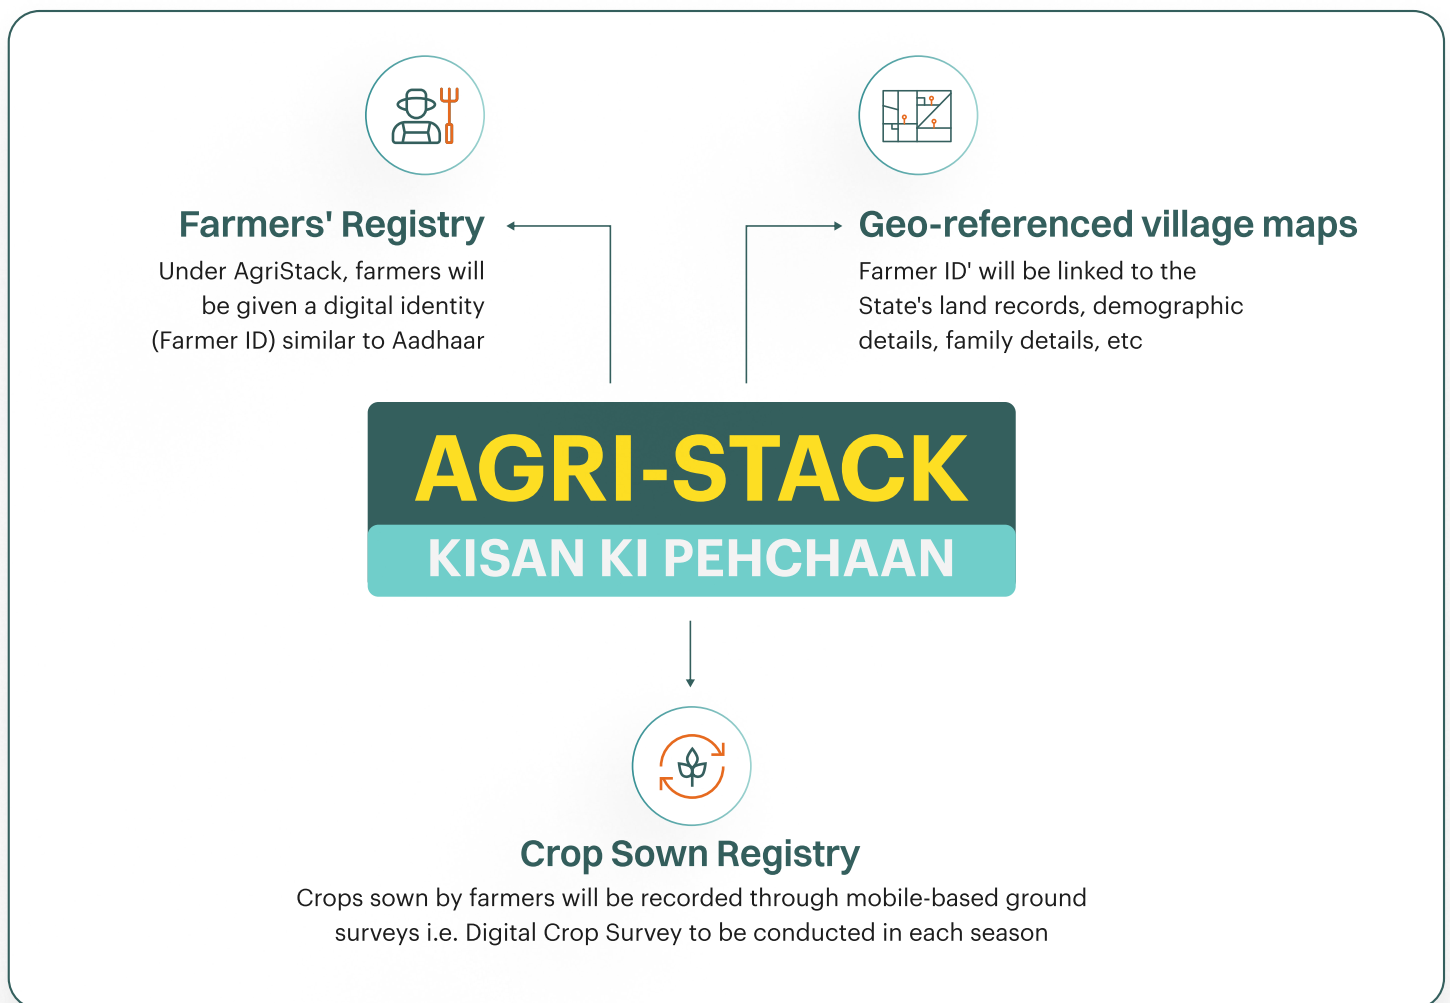 Farmers' Registry
Under AgriStack, farmers will
be given a digital identity
(Farmer ID) similar to Aadhaar
Geo-referenced village maps
Farmer ID' will be linked to the
State's land records, demographic
details, family details, etc
AGRI-STACK
KISAN KI PEHCHAAN
Crop Sown Registry
Crops sown by farmers will be recorded through mobile-based ground
surveys i.e. Digital Crop Survey to be conducted in each season